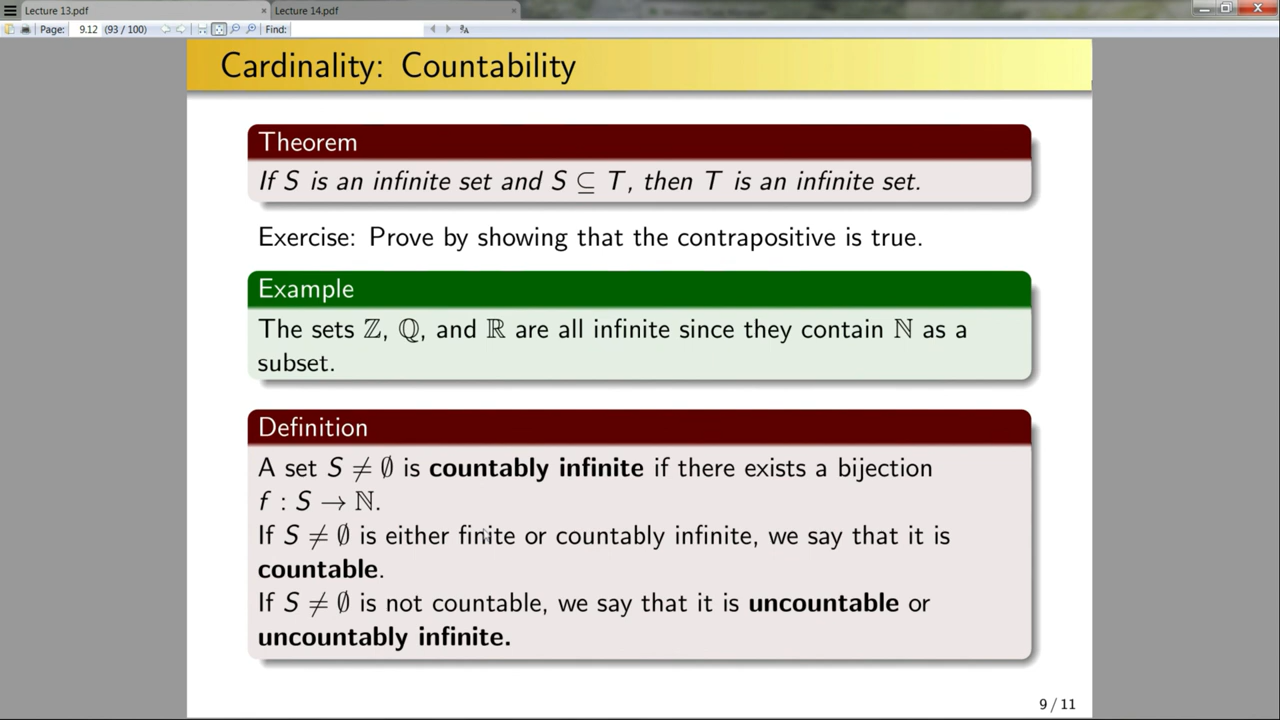 Lecture 13.pdf × Lecture 14.pdf ×
Page: 9.12 (93 / 100) Find:
Cardinality: Countability
Theorem
If S is an infinite set and S ⊆ T, then T is an infinite set.
Exercise: Prove by showing that the contrapositive is true.
Example
The sets ℤ, ℚ, and ℝ are all infinite since they contain ℕ as a
subset.
Definition
A set S ≠ ∅ is countably infinite if there exists a bijection
f : S → ℕ.
If S ≠ ∅ is either finite or countably infinite, we say that it is
countable.
If S ≠ ∅ is not countable, we say that it is uncountable or
uncountably infinite.
9 / 11